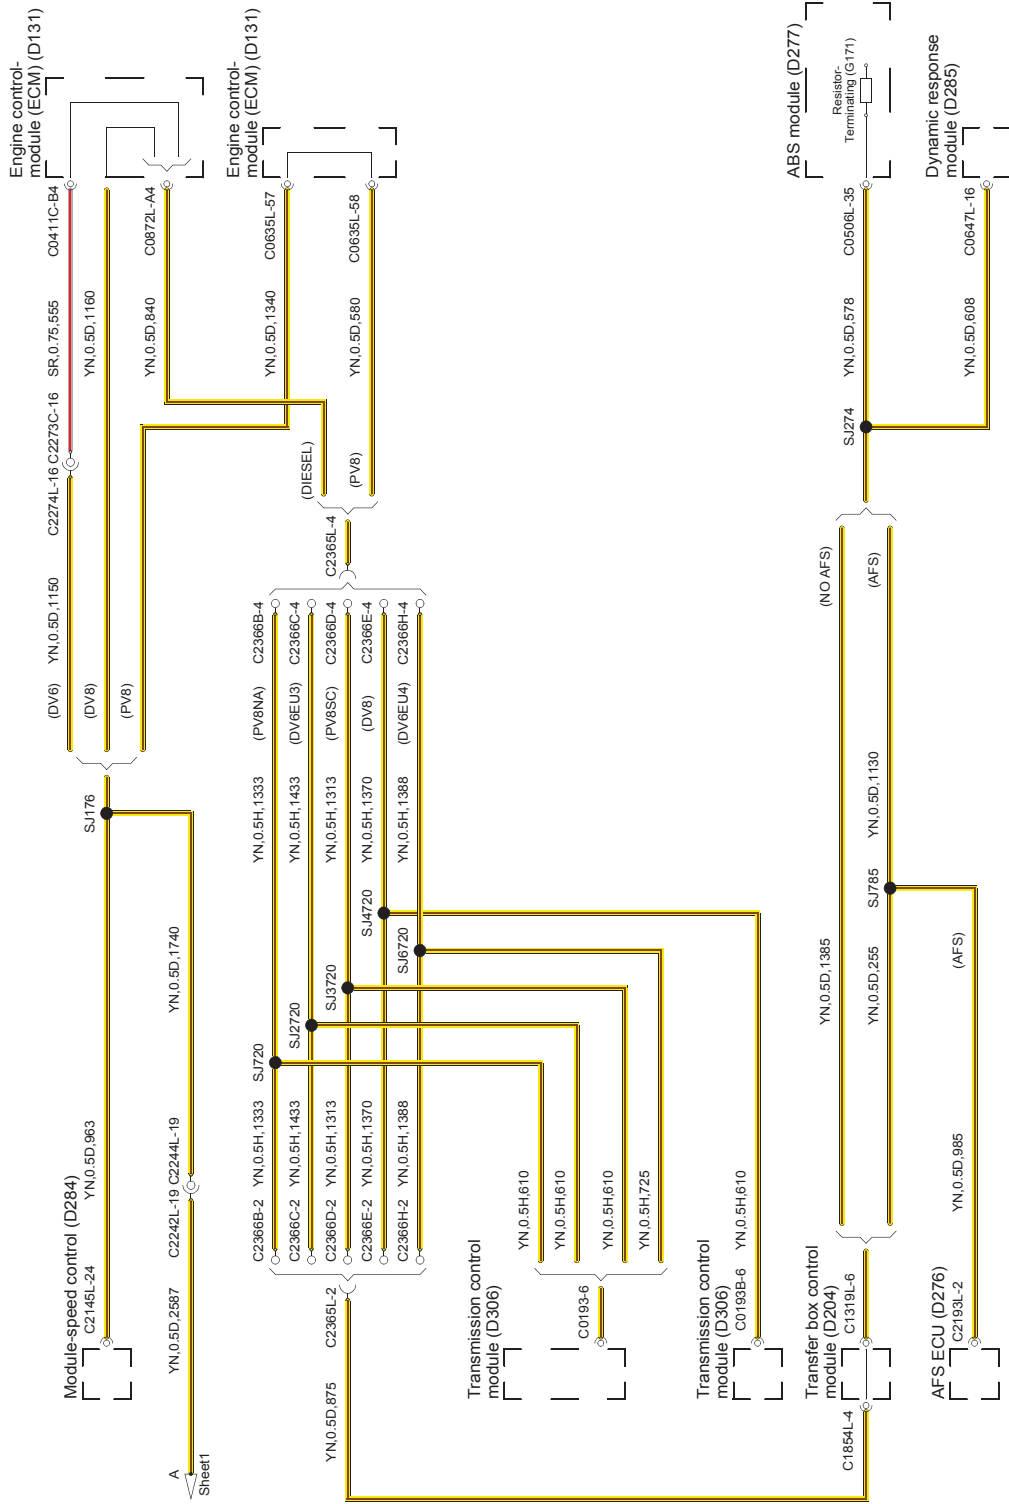 Engine control-
module (ECM) (D131)
C0411C-B4
SR,0.75,555
C2273C-16
C2274L-16
YN,0.5D,1150
(DV6)
YN,0.5D,1160
(DV8)
C0872L-A4
YN,0.5D,840
(PV8)
SJ176
YN,0.5D,963
C2145L-24
Module-speed control (D284)
YN,0.5D,1740
C2244L-19
C2242L-19
YN,0.5D,2587
A
Sheet1
Engine control-
module (ECM) (D131)
C0635L-57
YN,0.5D,1340
C0635L-58
YN,0.5D,580
(DIESEL)
(PV8)
C2365L-4
C2366B-4
(PV8NA)
YN,0.5H,1333
SJ720
YN,0.5H,1333
C2366B-2
C2366C-4
(DV6EU3)
YN,0.5H,1433
SJ2720
YN,0.5H,1433
C2366C-2
C2366D-4
(PV8SC)
YN,0.5H,1313
SJ3720
YN,0.5H,1313
C2366D-2
C2366E-4
(DV8)
YN,0.5H,1370
SJ4720
YN,0.5H,1370
C2366E-2
C2366H-4
(DV6EU4)
YN,0.5H,1388
SJ6720
YN,0.5H,1388
C2366H-2
C2365L-2
YN,0.5D,875
YN,0.5H,610
YN,0.5H,610
YN,0.5H,610
YN,0.5H,725
C0193-6
Transmission control
module (D306)
YN,0.5H,610
C0193B-6
Transmission control
module (D306)
ABS module (D277)
Resistor-
Terminating (G171)
C0506L-35
YN,0.5D,578
SJ274
Dynamic response
module (D285)
C0647L-16
YN,0.5D,608
(NO AFS)
YN,0.5D,1385
(AFS)
YN,0.5D,1130
SJ785
YN,0.5D,255
(AFS)
YN,0.5D,985
C1319L-6
Transfer box control
module (D204)
C1854L-4
C2193L-2
AFS ECU (D276)